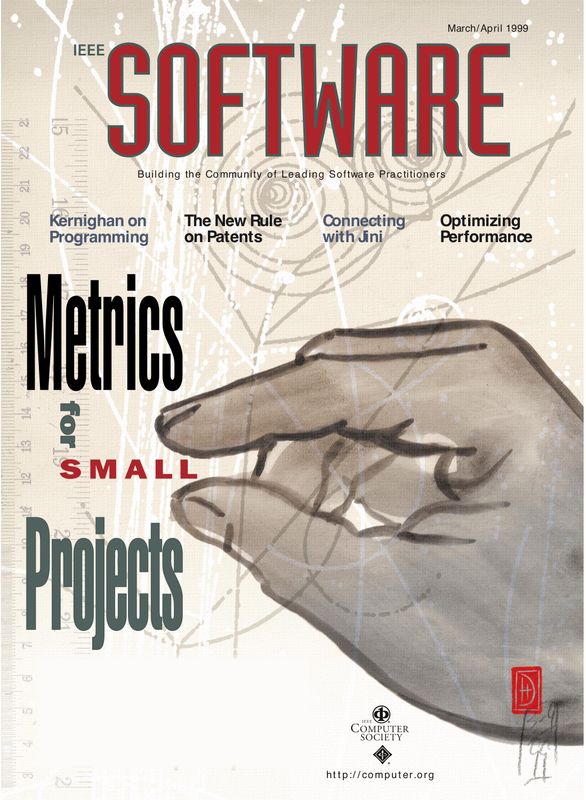 March/April 1999
IEEE
SOFTWARE
Building the Community of Leading Software Practitioners
Kernighan on
Programming
The New Rule
on Patents
Connecting
with Jini
Optimizing
Performance
Metrics
for
SMALL
Projects
IEEE
COMPUTER
SOCIETY
http://computer.org